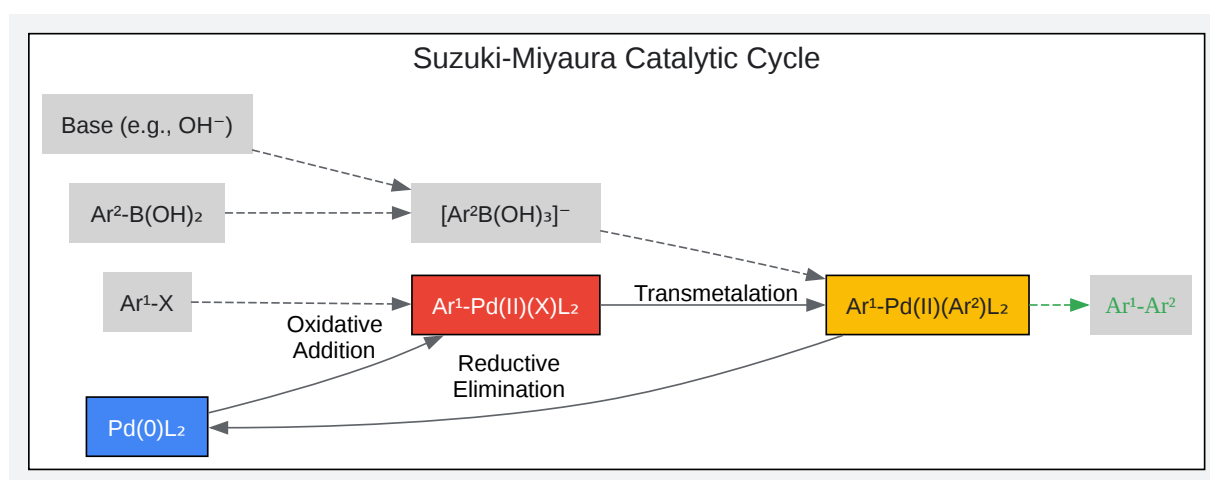 Suzuki-Miyaura Catalytic Cycle
Base (e.g., OH⁻)
Ar²-B(OH)₂
[Ar²B(OH)₃]⁻
Ar¹-X
Ar¹-Pd(II)(X)L₂
Transmetalation
Ar¹-Pd(II)(Ar²)L₂
Ar¹-Ar²
Oxidative
Addition
Reductive
Elimination
Pd(0)L₂